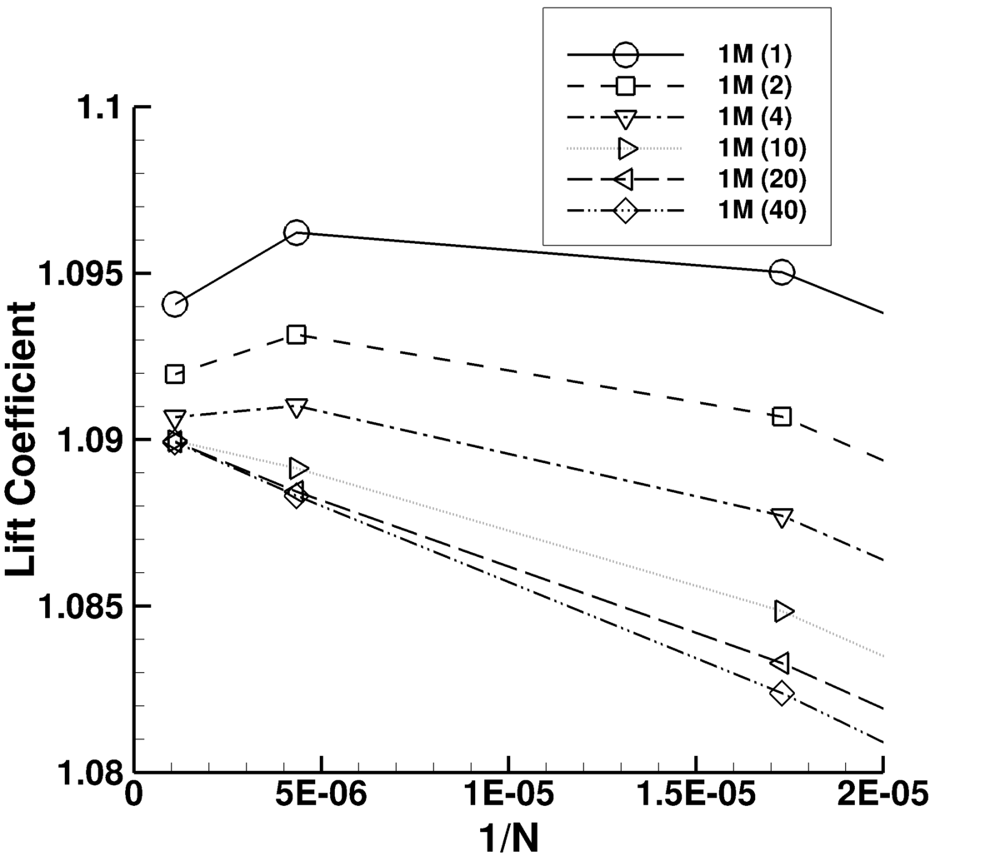 1M (1)
1M (2)
1M (4)
1M (10)
1M (20)
1M (40)
1.1
1.095
1.09
1.085
1.08
Lift Coefficient
0
5E-06
1E-05
1.5E-05
2E-05
1/N